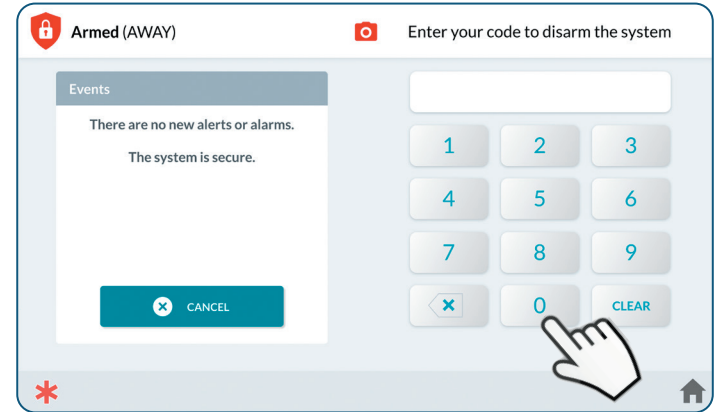 Armed (AWAY)
Enter your code to disarm the system
Events
There are no new alerts or alarms.
The system is secure.
CANCEL
1 2 3
4 5 6
7 8 9
0 CLEAR